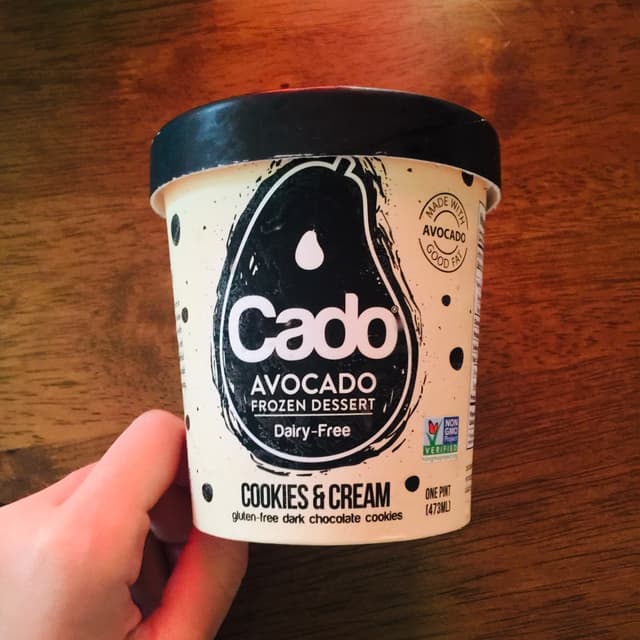 MADE WITH
AVOCADO
GOOD FAT
Cado®
AVOCADO
FROZEN DESSERT
Dairy-Free
NON
GMO
Project
VERIFIED
COOKIES & CREAM
gluten-free dark chocolate cookies
ONE PINT
(473ML)